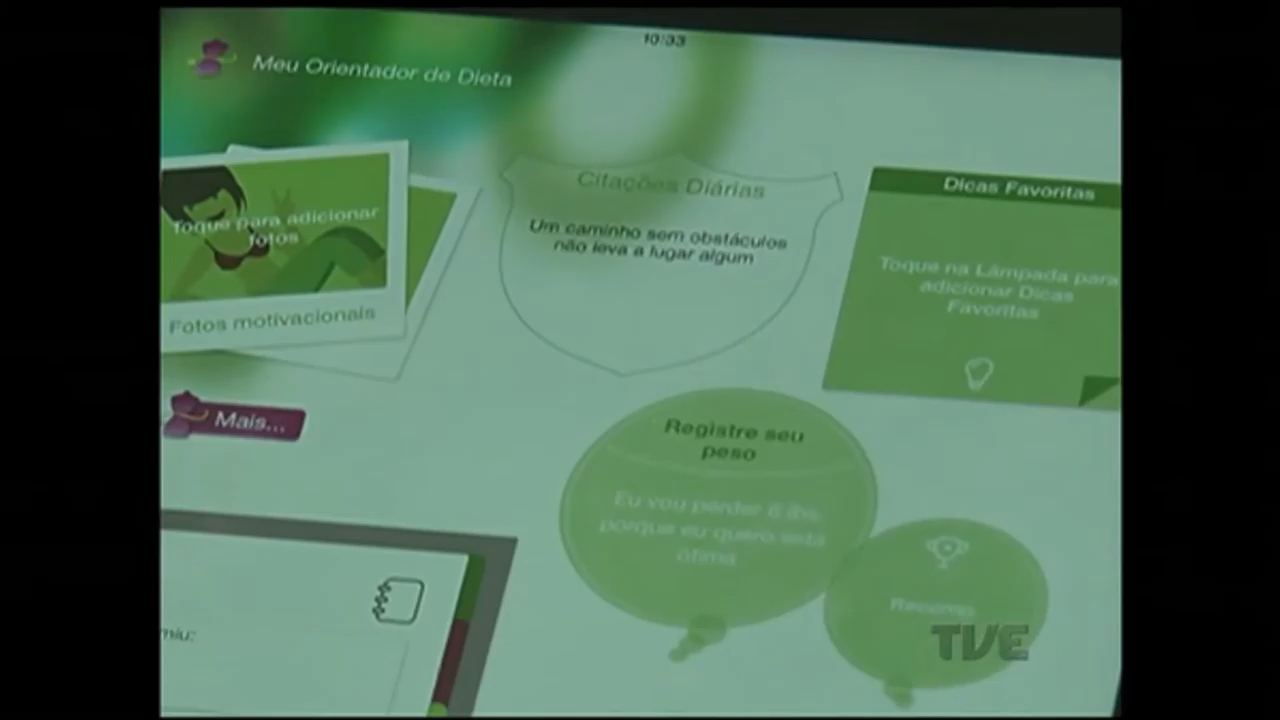 10:33
Meu Orientador de Dieta
Toque para adicionar
fotos
Fotos motivacionais
Citações Diárias
Um caminho sem obstáculos
não leva a lugar algum
Dicas Favoritas
Toque na Lâmpada para
adicionar Dicas
Favoritas
Mais...
Registre seu
peso
Eu vou perder 6 lbs,
porque eu quero está
ótima
miu:
TVE